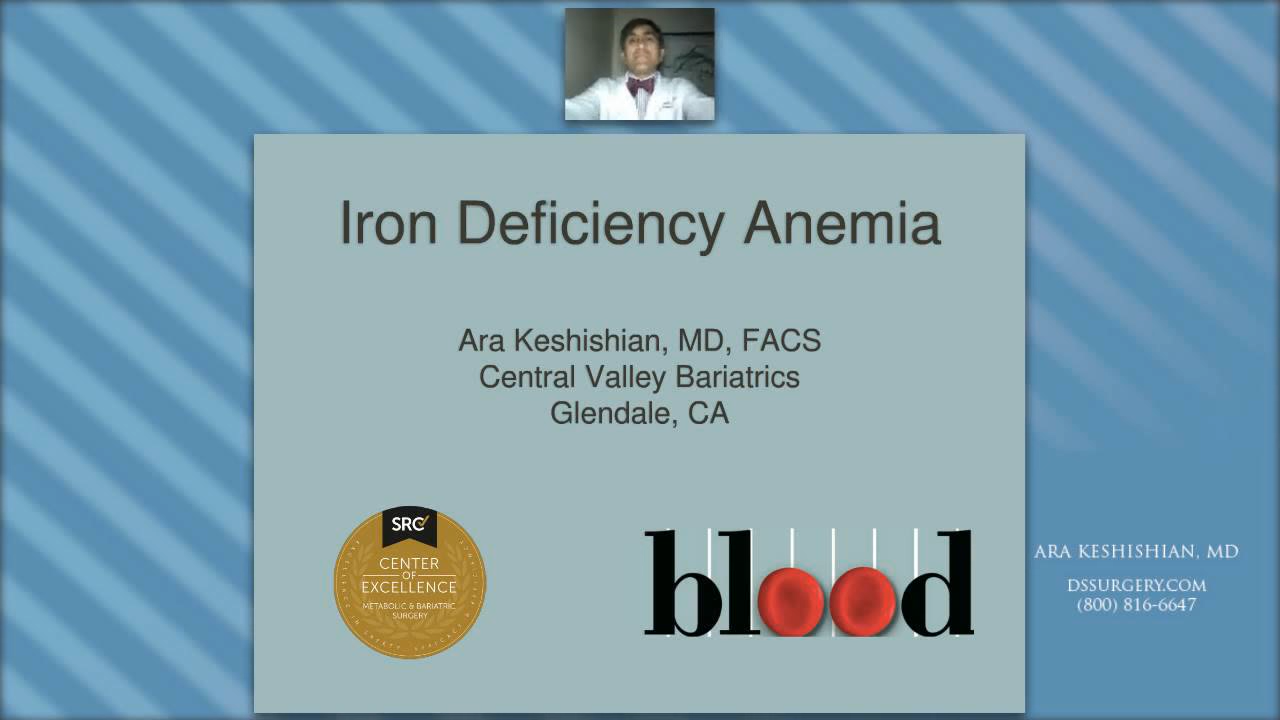 Iron Deficiency Anemia
Ara Keshishian, MD, FACS
Central Valley Bariatrics
Glendale, CA
SRC
CENTER
OF
EXCELLENCE
METABOLIC & BARIATRIC
SURGERY
blood
ARA KESHISHIAN, MD
DSSURGERY.COM
(800) 816-6647